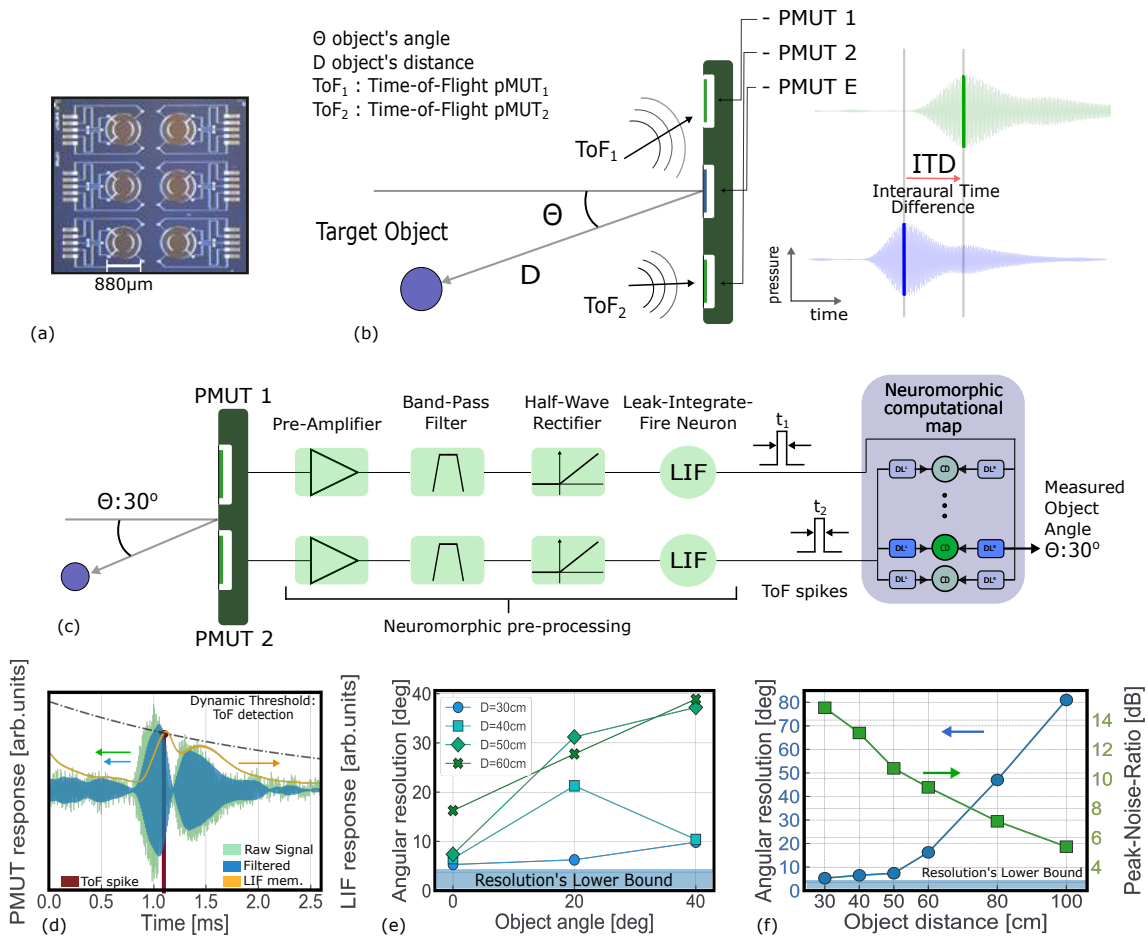 Θ object's angle
D object's distance
ToF1 : Time-of-Flight pMUT1
ToF2 : Time-of-Flight pMUT2
- PMUT 1
- PMUT 2
- PMUT E
ToF1
Θ
Target Object
D
ToF2
ITD
Interaural Time
Difference
pressure
time
880µm
(a)
(b)
PMUT 1
Pre-Amplifier
Band-Pass
Filter
Half-Wave
Rectifier
Leak-Integrate-
Fire Neuron
t1
Neuromorphic
computational
map
LIF
DL^L
CD
DL^R
Θ:30º
t2
Measured
Object
Angle
Θ:30º
DL^L
CD
DL^R
LIF
DL^L
CD
DL^R
ToF spikes
(c)
PMUT 2
Neuromorphic pre-processing
PMUT response [arb.units]
Dynamic Threshold:
ToF detection
Raw Signal
Filtered
LIF mem.
ToF spike
0.0 0.5 1.0 1.5 2.0 2.5
Time [ms]
LIF response [arb.units]
(d)
Angular resolution [deg]
40
30
20
10
0
D=30cm
D=40cm
D=50cm
D=60cm
Resolution's Lower Bound
0 20 40
Object angle [deg]
(e)
Angular resolution [deg]
80
70
60
50
40
30
20
10
0
Peak-Noise-Ratio [dB]
14
12
10
8
6
4
Resolution's Lower Bound
30 40 50 60 80 100
Object distance [cm]
(f)